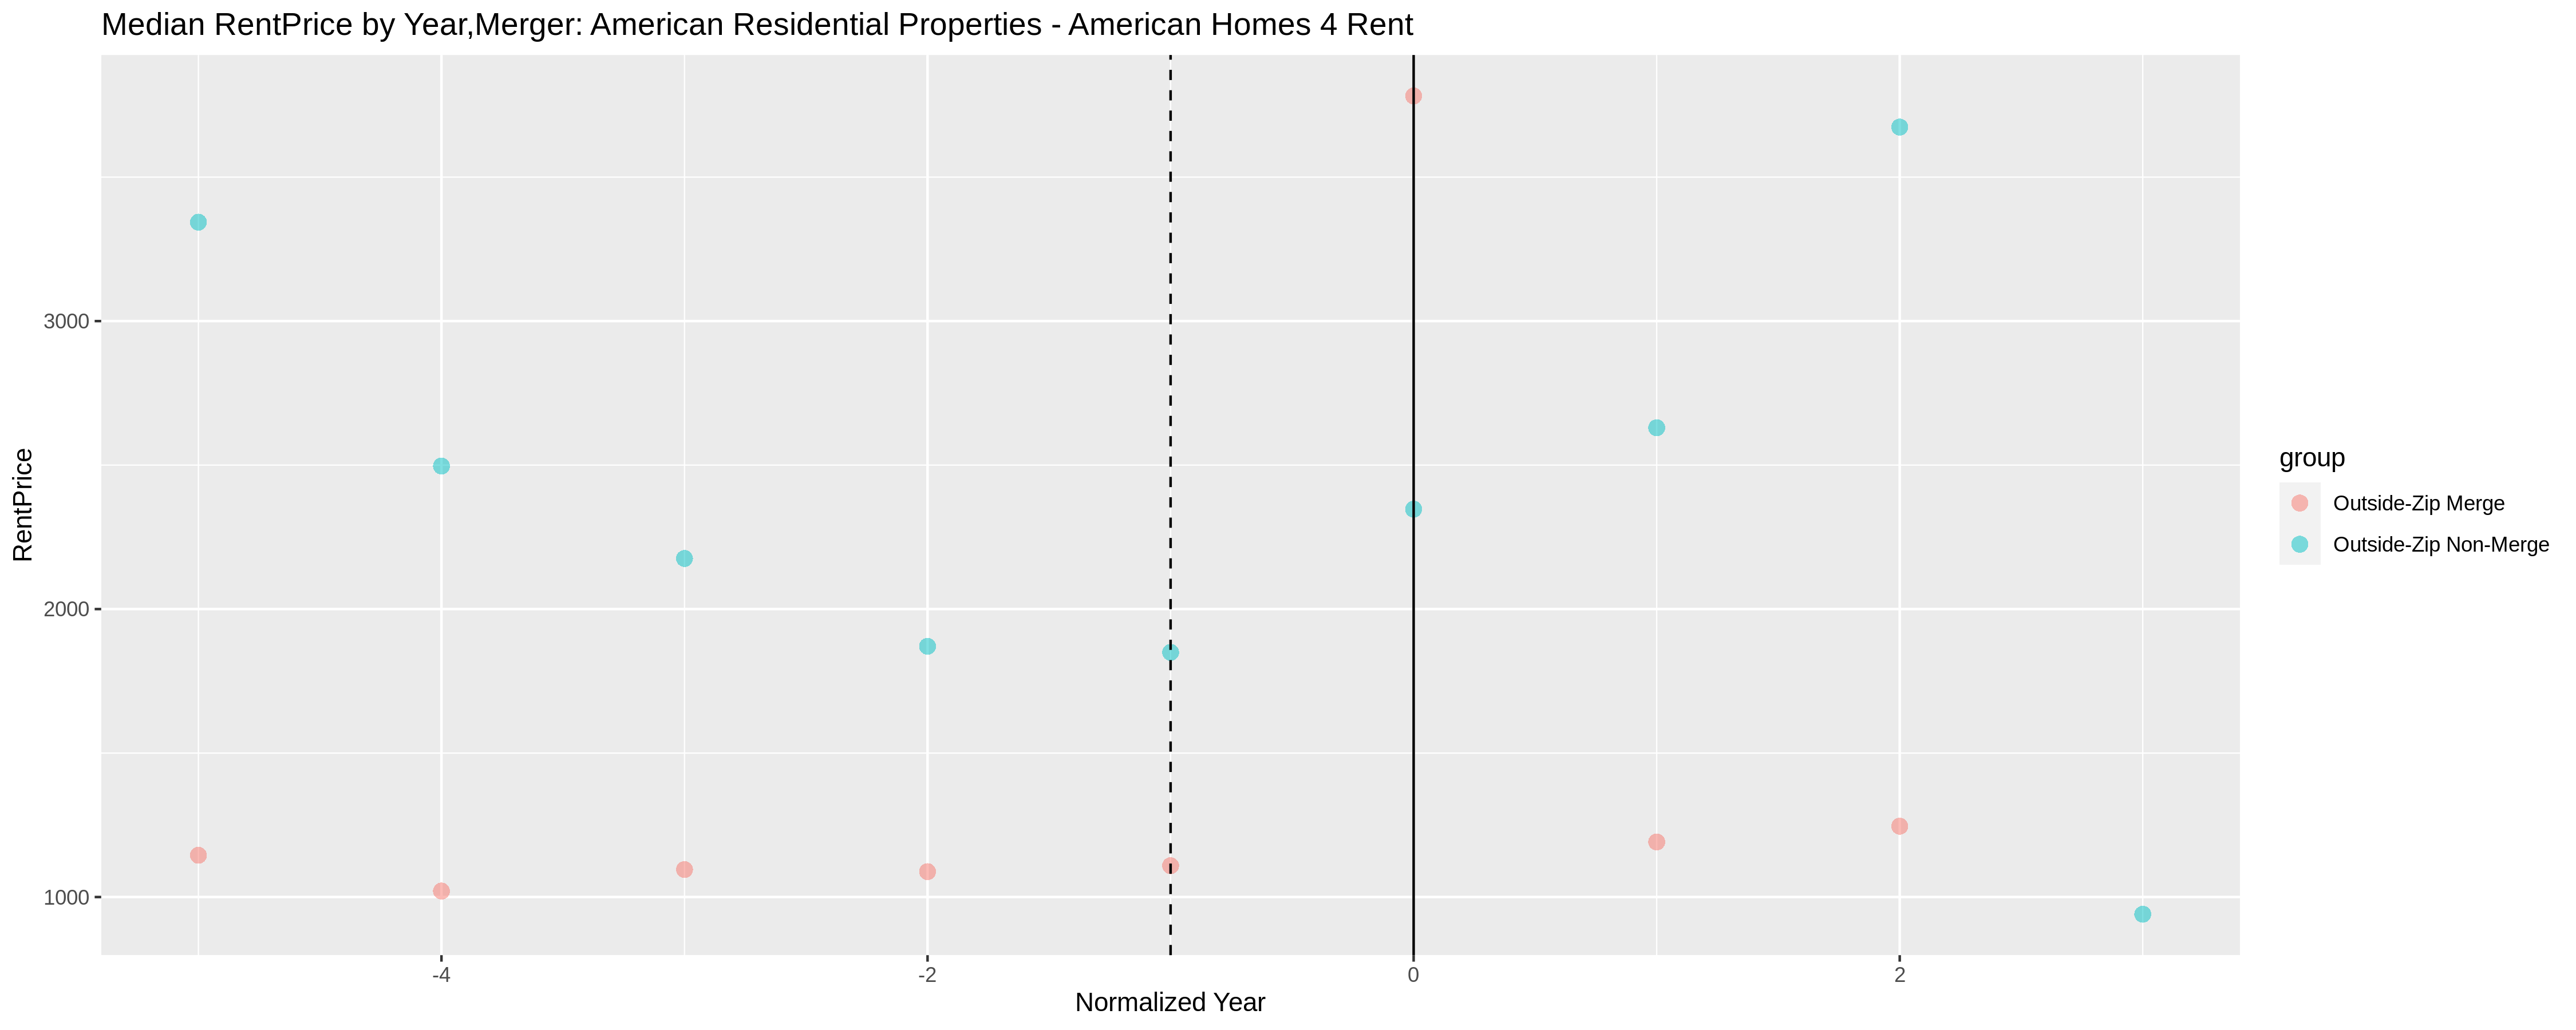 Median RentPrice by Year,Merger: American Residential Properties - American Homes 4 Rent
RentPrice
3000
2000
1000
-4
-2
0
2
Normalized Year
group
Outside-Zip Merge
Outside-Zip Non-Merge